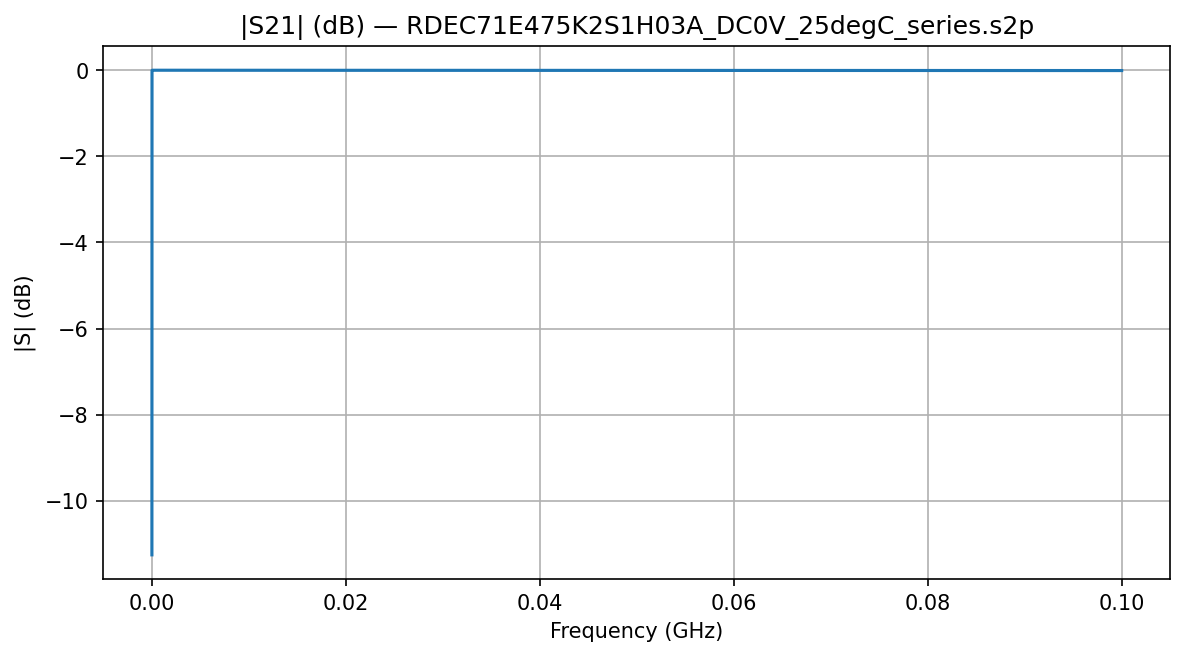 |S21| (dB) — RDEC71E475K2S1H03A_DC0V_25degC_series.s2p
0
−2
−4
−6
−8
−10
|S| (dB)
0.00 0.02 0.04 0.06 0.08 0.10
Frequency (GHz)